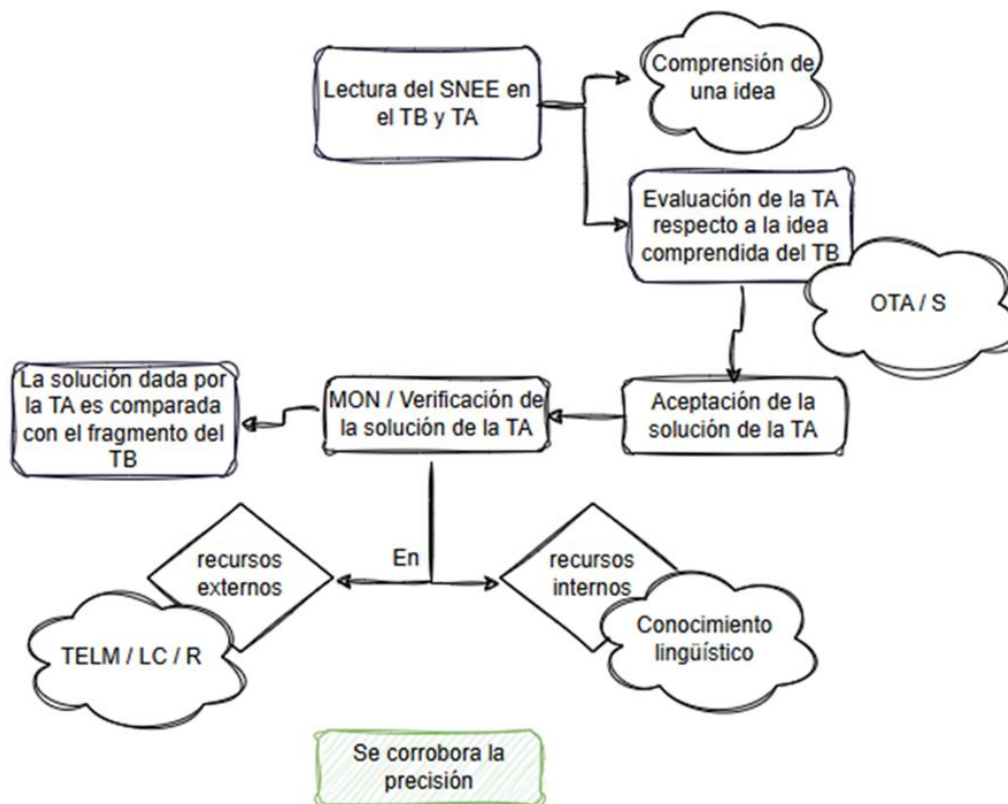 Lectura del SNEE en
el TB y TA
Comprensión de
una idea
Evaluación de la TA
respecto a la idea
comprendida del TB
OTA / S
Aceptación de la
solución de la TA
MON / Verificación de
la solución de la TA
La solución dada por
la TA es comparada
con el fragmento del
TB
En
recursos
externos
TELM / LC / R
recursos
internos
Conocimiento
lingüístico
Se corrobora la
precisión